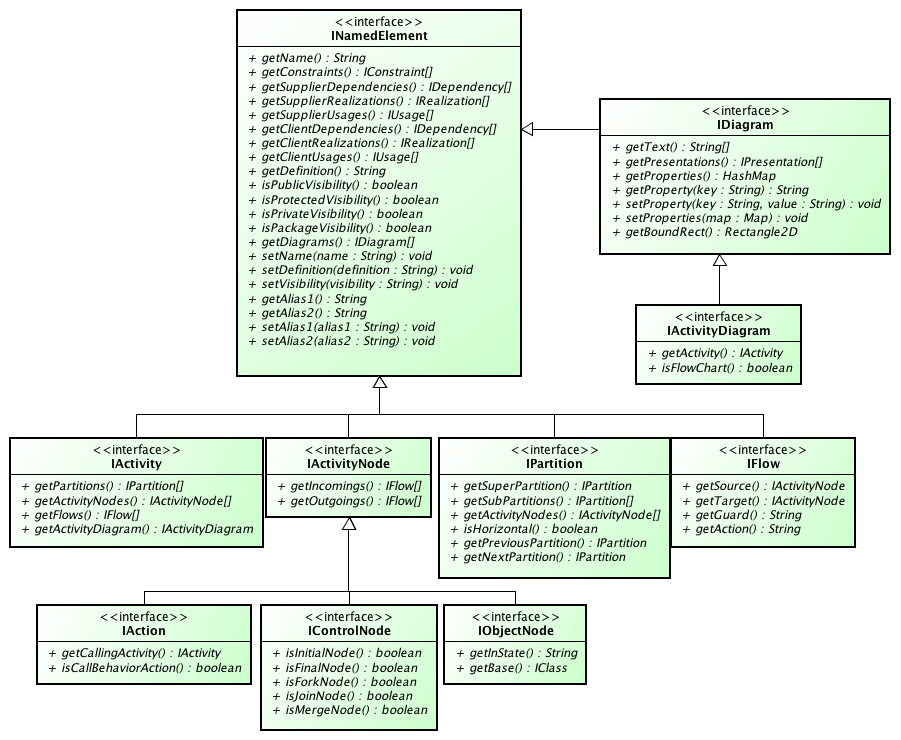 <<interface>>
INamedElement
+ getName() : String
+ getConstraints() : IConstraint[]
+ getSupplierDependencies() : IDependency[]
+ getSupplierRealizations() : IRealization[]
+ getSupplierUsages() : IUsage[]
+ getClientDependencies() : IDependency[]
+ getClientRealizations() : IRealization[]
+ getClientUsages() : IUsage[]
+ getDefinition() : String
+ isPublicVisibility() : boolean
+ isProtectedVisibility() : boolean
+ isPrivateVisibility() : boolean
+ isPackageVisibility() : boolean
+ getDiagrams() : IDiagram[]
+ setName(name : String) : void
+ setDefinition(definition : String) : void
+ setVisibility(visibility : String) : void
+ getAlias1() : String
+ getAlias2() : String
+ setAlias1(alias1 : String) : void
+ setAlias2(alias2 : String) : void
<<interface>>
IDiagram
+ getText() : String[]
+ getPresentations() : IPresentation[]
+ getProperties() : HashMap
+ getProperty(key : String) : String
+ setProperty(key : String, value : String) : void
+ setProperties(map : Map) : void
+ getBoundRect() : Rectangle2D
<<interface>>
IActivityDiagram
+ getActivity() : IActivity
+ isFlowChart() : boolean
<<interface>>
IActivity
+ getPartitions() : IPartition[]
+ getActivityNodes() : IActivityNode[]
+ getFlows() : IFlow[]
+ getActivityDiagram() : IActivityDiagram
<<interface>>
IActivityNode
+ getIncomings() : IFlow[]
+ getOutgoings() : IFlow[]
<<interface>>
IPartition
+ getSuperPartition() : IPartition
+ getSubPartitions() : IPartition[]
+ getActivityNodes() : IActivityNode[]
+ isHorizontal() : boolean
+ getPreviousPartition() : IPartition
+ getNextPartition() : IPartition
<<interface>>
IFlow
+ getSource() : IActivityNode
+ getTarget() : IActivityNode
+ getGuard() : String
+ getAction() : String
<<interface>>
IAction
+ getCallingActivity() : IActivity
+ isCallBehaviorAction() : boolean
<<interface>>
IControlNode
+ isInitialNode() : boolean
+ isFinalNode() : boolean
+ isForkNode() : boolean
+ isJoinNode() : boolean
+ isMergeNode() : boolean
<<interface>>
IObjectNode
+ getInState() : String
+ getBase() : IClass